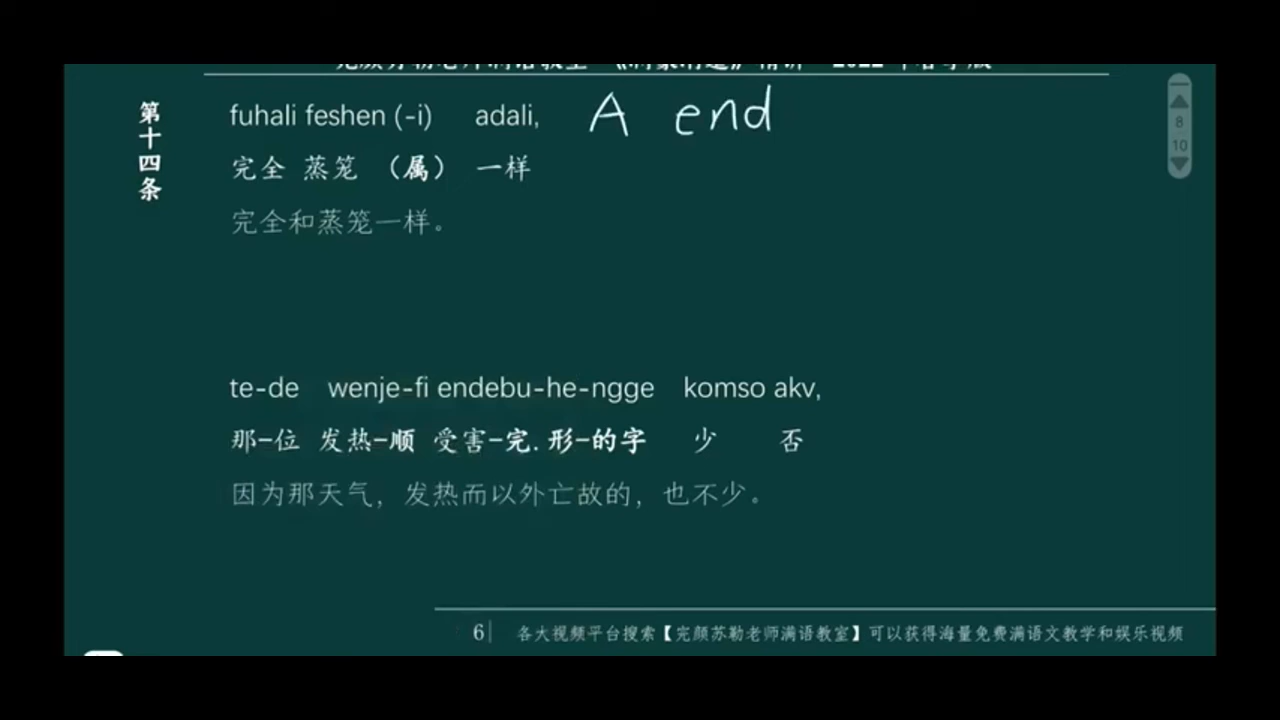 第十四条
fuhali feshen (-i) adali, A end
完全 蒸笼 （属） 一样
完全和蒸笼一样。
8
10
te-de wenje-fi endebu-he-ngge komso akv,
那-位 发热-顺 受害-完.形-的字 少 否
因为那天气，发热而以外亡故的，也不少。
6| 各大视频平台搜索【完颜苏勒老师满语教室】可以获得海量免费满语文教学和娱乐视频